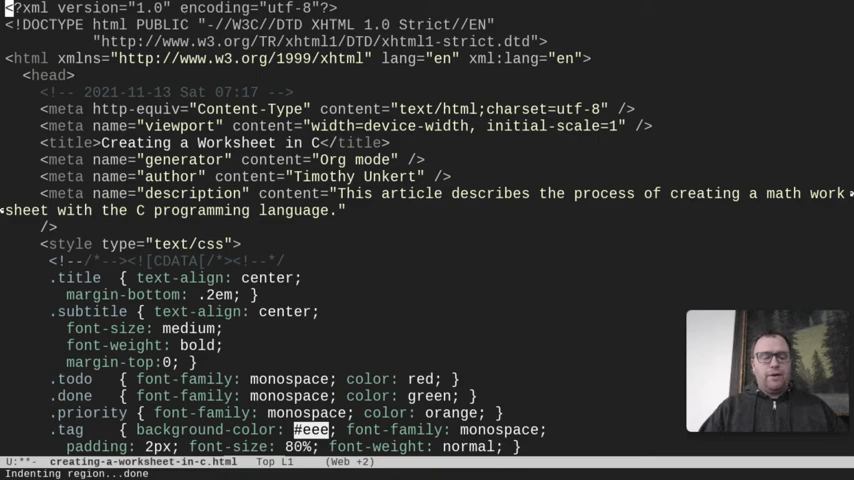 <?xml version="1.0" encoding="utf-8"?>
<!DOCTYPE html PUBLIC "-//W3C//DTD XHTML 1.0 Strict//EN"
"http://www.w3.org/TR/xhtml1/DTD/xhtml1-strict.dtd">
<html xmlns="http://www.w3.org/1999/xhtml" lang="en" xml:lang="en">
<head>
<!-- 2021-11-13 Sat 07:17 -->
<meta http-equiv="Content-Type" content="text/html;charset=utf-8" />
<meta name="viewport" content="width=device-width, initial-scale=1" />
<title>Creating a Worksheet in C</title>
<meta name="generator" content="Org mode" />
<meta name="author" content="Timothy Unkert" />
<meta name="description" content="This article describes the process of creating a math work
sheet with the C programming language."
/>
<style type="text/css">
<!--/*--><![CDATA[/*><!--*/
.title  { text-align: center;
margin-bottom: .2em; }
.subtitle { text-align: center;
font-size: medium;
font-weight: bold;
margin-top:0; }
.todo   { font-family: monospace; color: red; }
.done   { font-family: monospace; color: green; }
.priority { font-family: monospace; color: orange; }
.tag    { background-color: #eee; font-family: monospace;
padding: 2px; font-size: 80%; font-weight: normal; }
U:**-  creating-a-worksheet-in-c.html   Top L1    (Web +2)
Indenting region...done